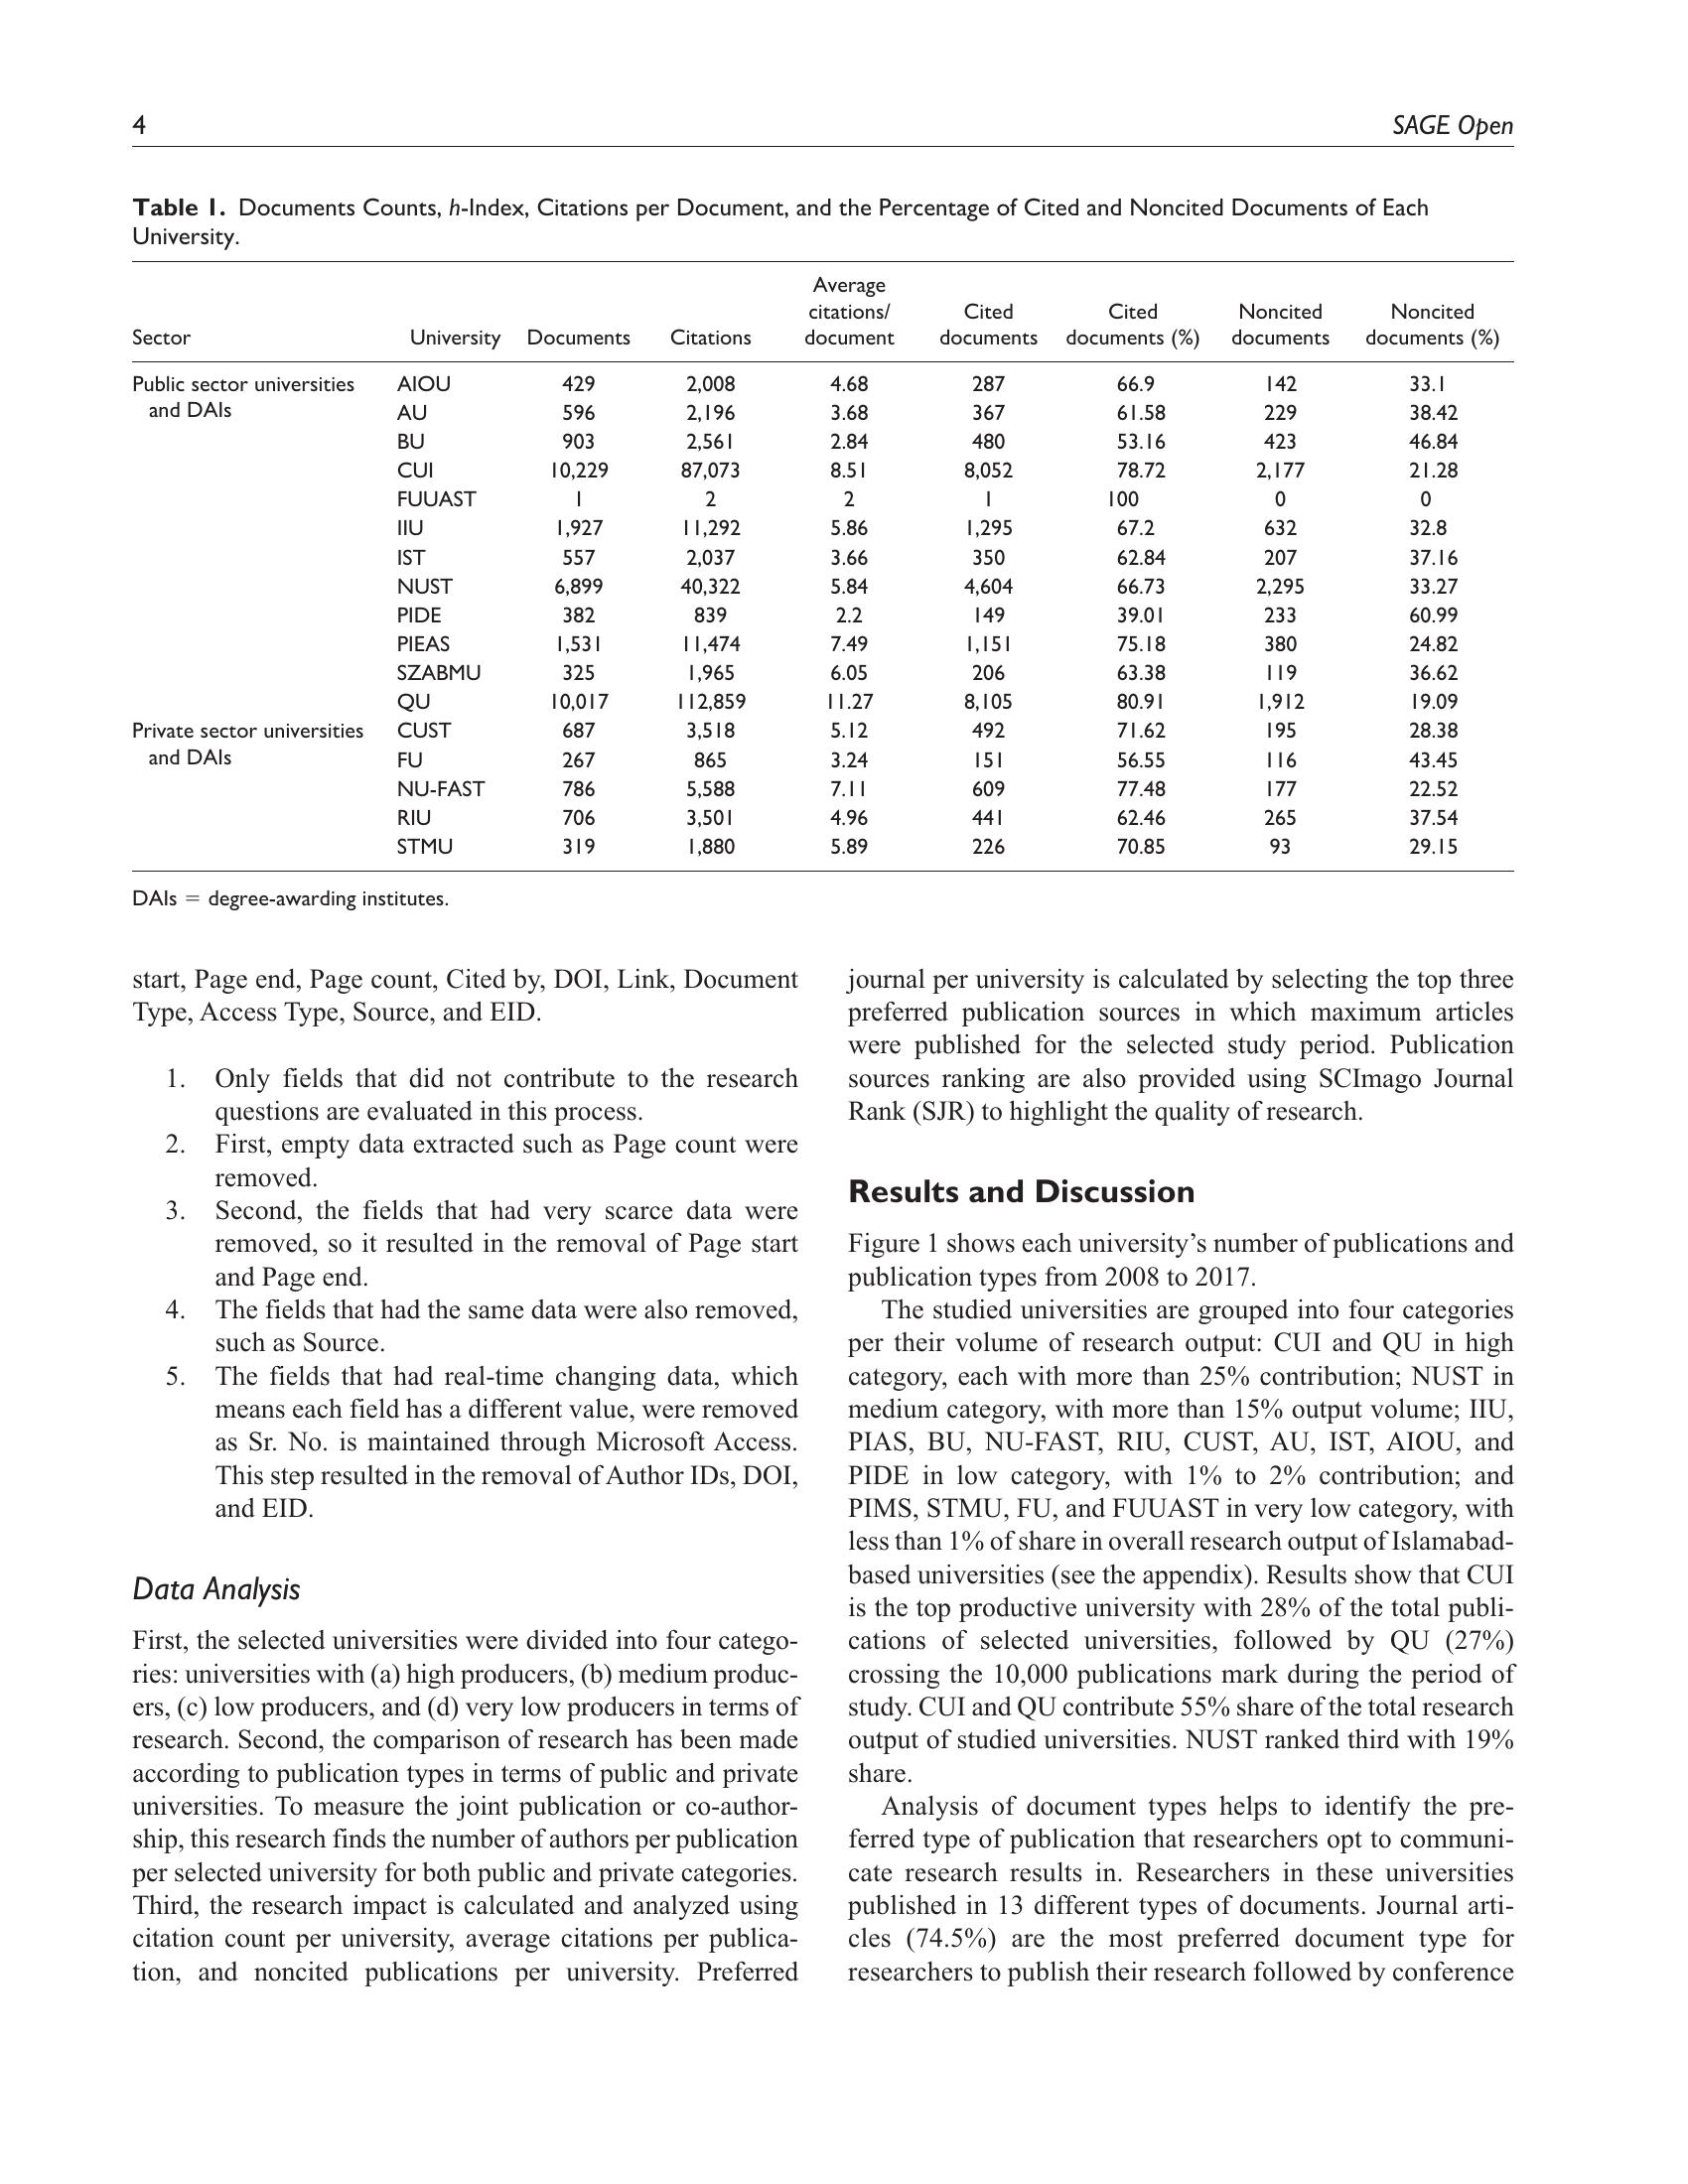 4
SAGE Open
Table 1. Documents Counts, h-Index, Citations per Document, and the Percentage of Cited and Noncited Documents of Each
University.
Sector University Documents Citations Average citations/ document Cited documents Cited documents (%) Noncited documents Noncited documents (%)
Public sector universities and DAIs AIOU 429 2,008 4.68 287 66.9 142 33.1
AU 596 2,196 3.68 367 61.58 229 38.42
BU 903 2,561 2.84 480 53.16 423 46.84
CUI 10,229 87,073 8.51 8,052 78.72 2,177 21.28
FUUAST 1 2 2 1 100 0 0
IIU 1,927 11,292 5.86 1,295 67.2 632 32.8
IST 557 2,037 3.66 350 62.84 207 37.16
NUST 6,899 40,322 5.84 4,604 66.73 2,295 33.27
PIDE 382 839 2.2 149 39.01 233 60.99
PIEAS 1,531 11,474 7.49 1,151 75.18 380 24.82
SZABMU 325 1,965 6.05 206 63.38 119 36.62
QU 10,017 112,859 11.27 8,105 80.91 1,912 19.09
Private sector universities and DAIs CUST 687 3,518 5.12 492 71.62 195 28.38
FU 267 865 3.24 151 56.55 116 43.45
NU-FAST 786 5,588 7.11 609 77.48 177 22.52
RIU 706 3,501 4.96 441 62.46 265 37.54
STMU 319 1,880 5.89 226 70.85 93 29.15
DAIs = degree-awarding institutes.
start, Page end, Page count, Cited by, DOI, Link, Document
Type, Access Type, Source, and EID.
1. Only fields that did not contribute to the research
questions are evaluated in this process.
2. First, empty data extracted such as Page count were
removed.
3. Second, the fields that had very scarce data were
removed, so it resulted in the removal of Page start
and Page end.
4. The fields that had the same data were also removed,
such as Source.
5. The fields that had real-time changing data, which
means each field has a different value, were removed
as Sr. No. is maintained through Microsoft Access.
This step resulted in the removal of Author IDs, DOI,
and EID.
Data Analysis
First, the selected universities were divided into four catego-
ries: universities with (a) high producers, (b) medium produc-
ers, (c) low producers, and (d) very low producers in terms of
research. Second, the comparison of research has been made
according to publication types in terms of public and private
universities. To measure the joint publication or co-author-
ship, this research finds the number of authors per publication
per selected university for both public and private categories.
Third, the research impact is calculated and analyzed using
citation count per university, average citations per publica-
tion, and noncited publications per university. Preferred
journal per university is calculated by selecting the top three
preferred publication sources in which maximum articles
were published for the selected study period. Publication
sources ranking are also provided using SCImago Journal
Rank (SJR) to highlight the quality of research.
Results and Discussion
Figure 1 shows each university's number of publications and
publication types from 2008 to 2017.
The studied universities are grouped into four categories
per their volume of research output: CUI and QU in high
category, each with more than 25% contribution; NUST in
medium category, with more than 15% output volume; IIU,
PIAS, BU, NU-FAST, RIU, CUST, AU, IST, AIOU, and
PIDE in low category, with 1% to 2% contribution; and
PIMS, STMU, FU, and FUUAST in very low category, with
less than 1% of share in overall research output of Islamabad-
based universities (see the appendix). Results show that CUI
is the top productive university with 28% of the total publi-
cations of selected universities, followed by QU (27%)
crossing the 10,000 publications mark during the period of
study. CUI and QU contribute 55% share of the total research
output of studied universities. NUST ranked third with 19%
share.
Analysis of document types helps to identify the pre-
ferred type of publication that researchers opt to communi-
cate research results in. Researchers in these universities
published in 13 different types of documents. Journal arti-
cles (74.5%) are the most preferred document type for
researchers to publish their research followed by conference